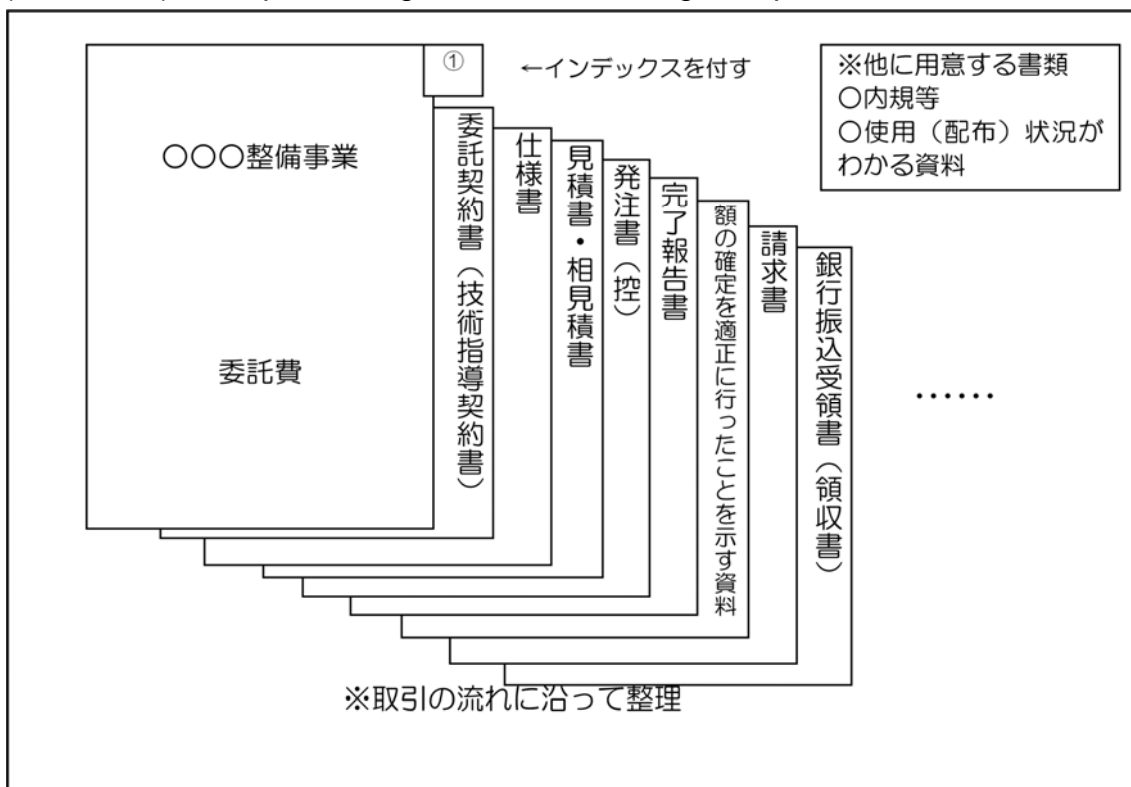 ①
←インデックスを付す
※他に用意する書類
○内規等
○使用（配布）状況が
わかる資料
○○○整備事業
委託費
委託契約書（技術指導契約書）
仕様書
見積書・相見積書
発注書（控）
完了報告書
額の確定を適正に行ったことを示す資料
請求書
銀行振込受領書（領収書）
……
※取引の流れに沿って整理